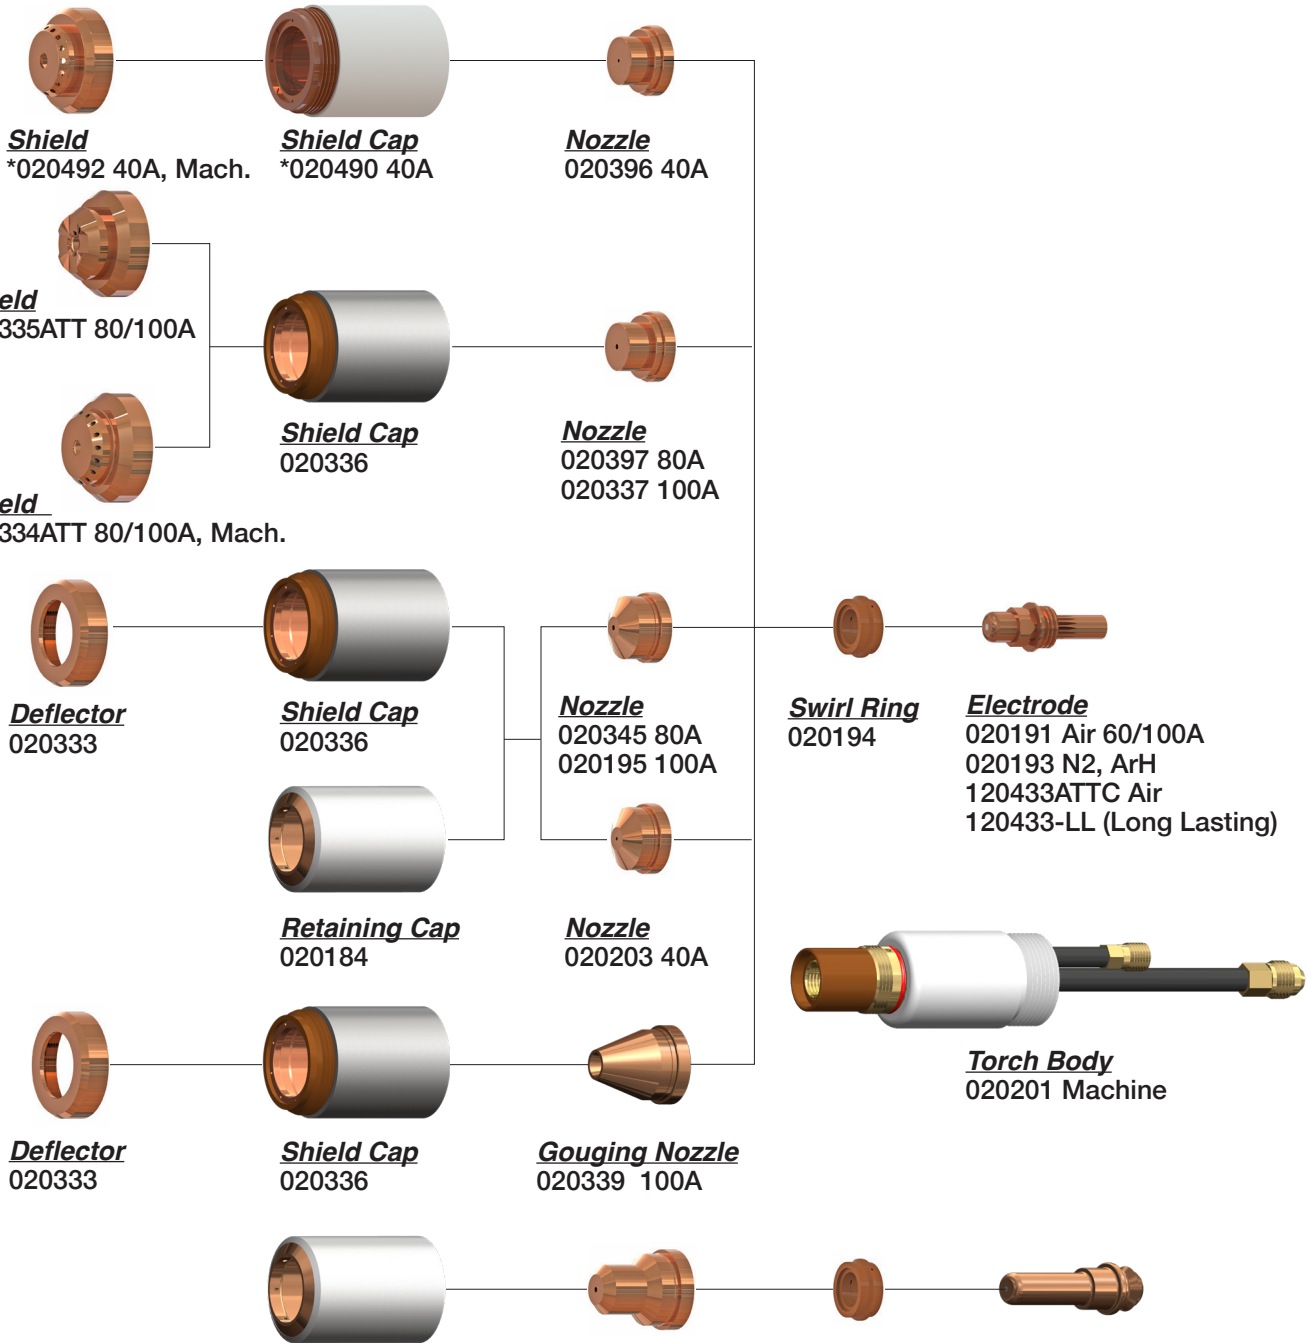 Shield
*020492 40A, Mach.
Shield Cap
*020490 40A
Nozzle
020396 40A
eld
335ATT 80/100A
Shield Cap
020336
Nozzle
020397 80A
020337 100A
eld
334ATT 80/100A, Mach.
Deflector
020333
Shield Cap
020336
Nozzle
020345 80A
020195 100A
Swirl Ring
020194
Electrode
020191 Air 60/100A
020193 N2, ArH
120433ATTC Air
120433-LL (Long Lasting)
Retaining Cap
020184
Nozzle
020203 40A
Torch Body
020201 Machine
Deflector
020333
Shield Cap
020336
Gouging Nozzle
020339 100A